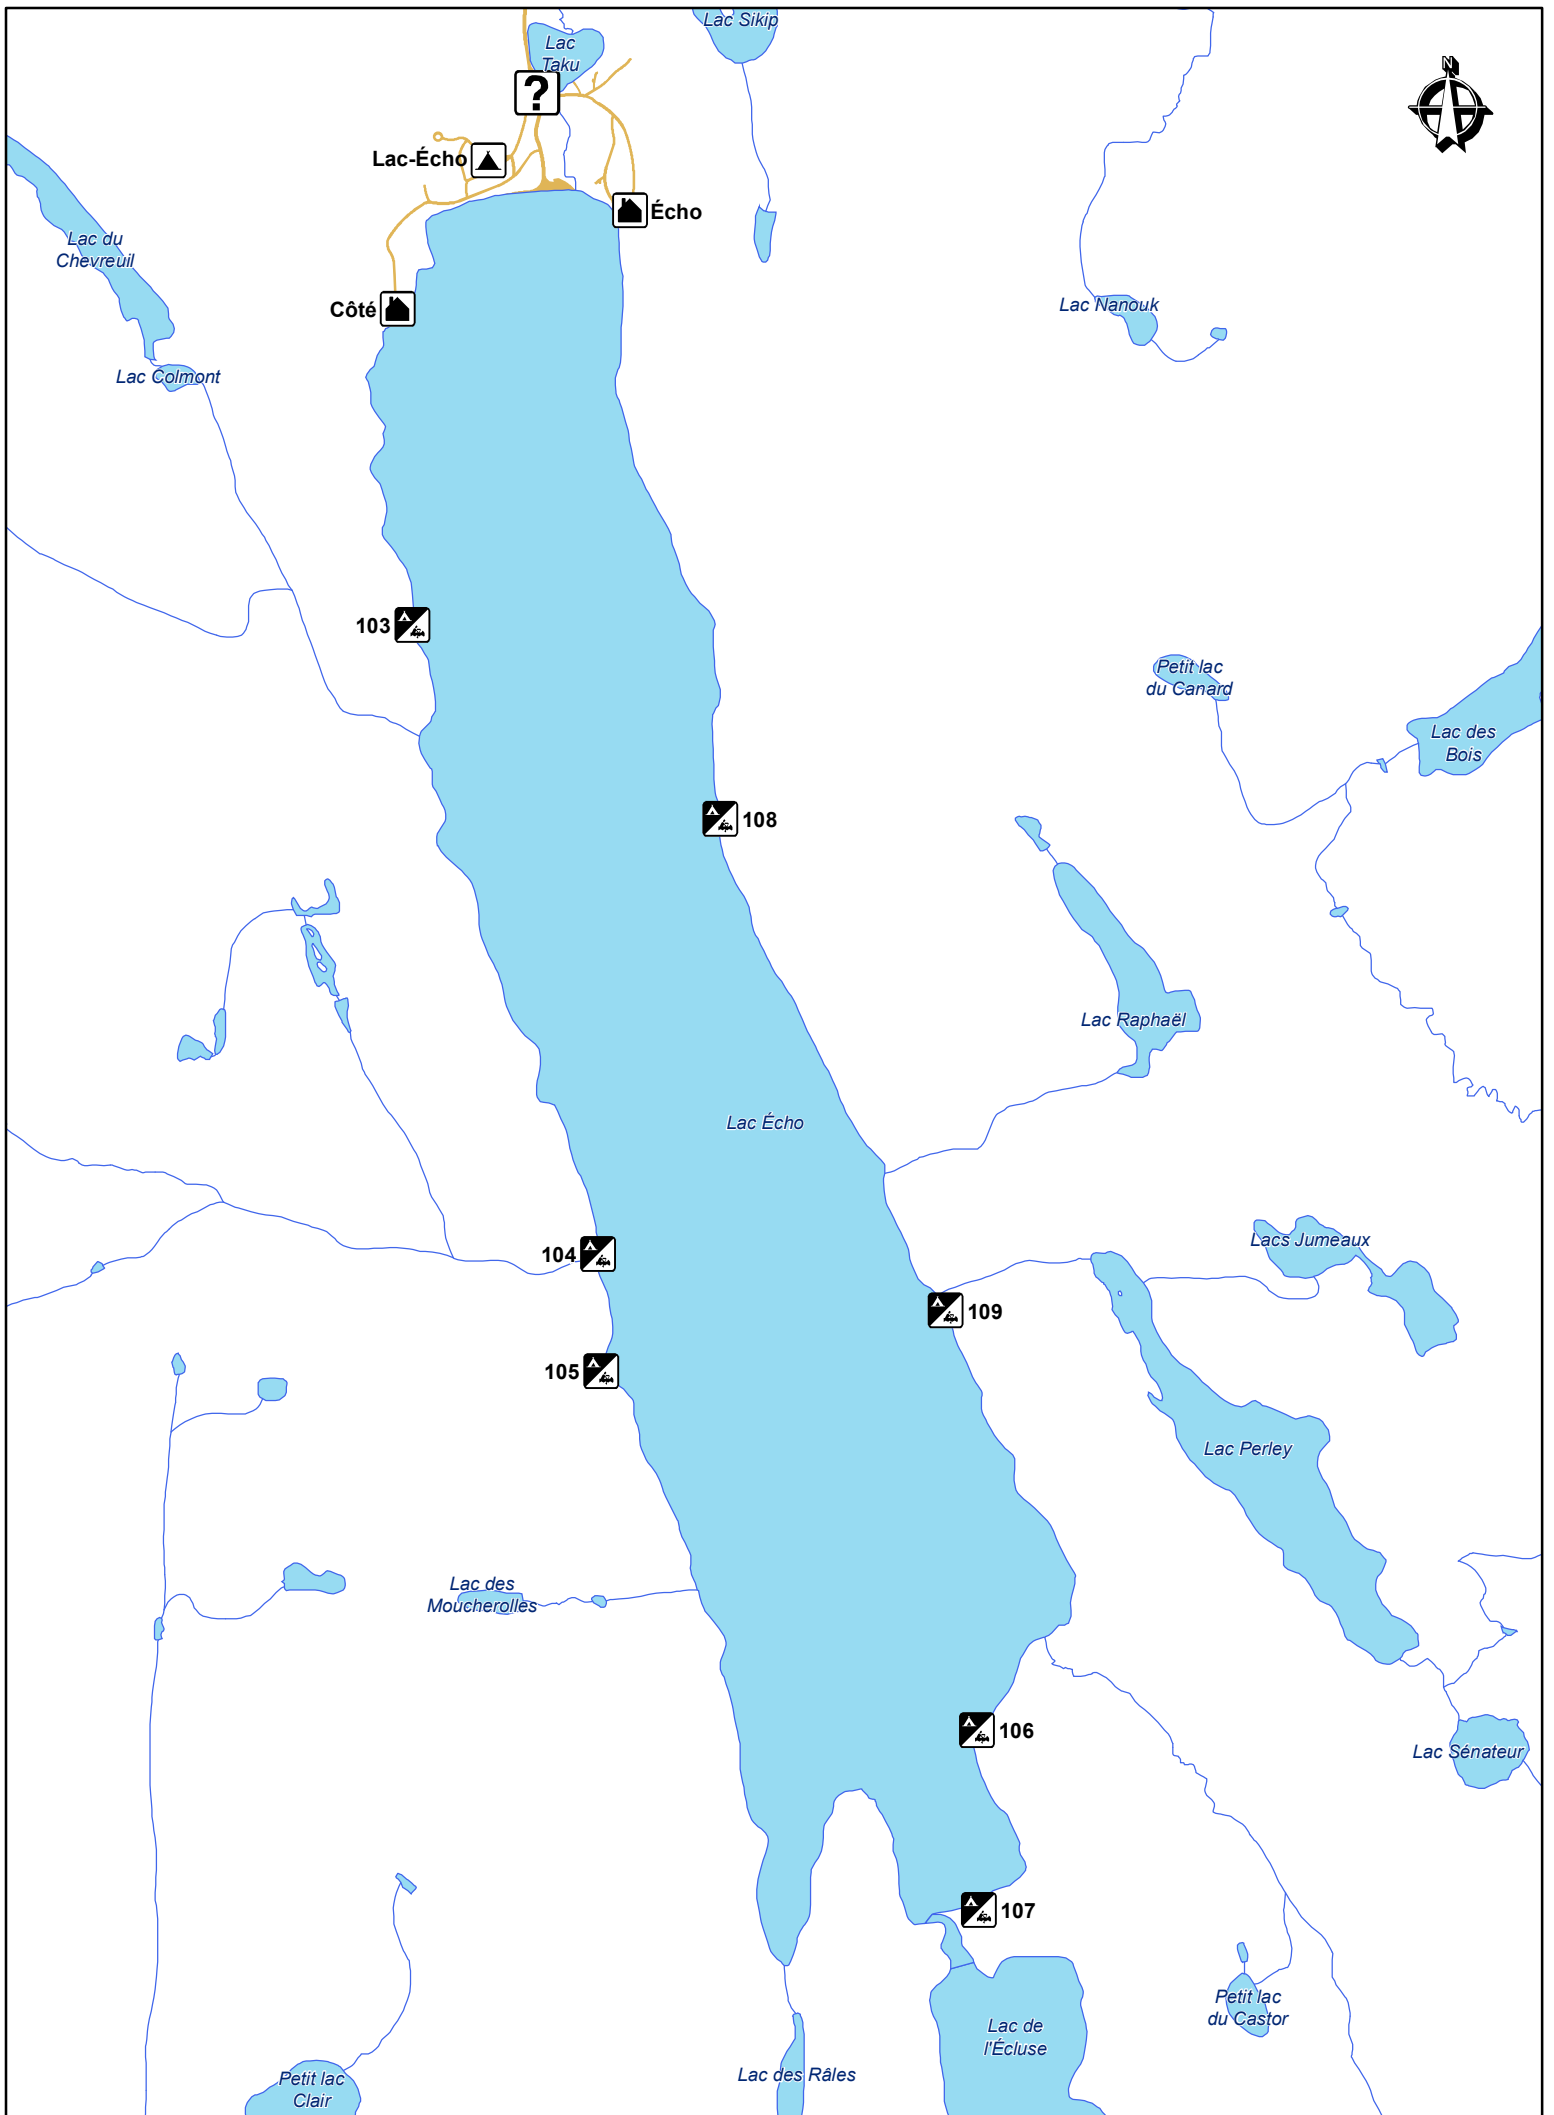 Lac Sikip
Lac
Taku
N
?
Lac-Écho
Écho
Lac du
Chevreuil
Côté
Lac Nanouk
Lac Colmont
103
Petit lac
du Canard
Lac des
Bois
108
Lac Raphaël
Lac Écho
104
Lacs Jumeaux
109
105
Lac Perley
Lac des
Moucherolles
106
Lac Sénateur
107
Petit lac
du Castor
Lac de
l'Écluse
Lac des Râles
Petit lac
Clair